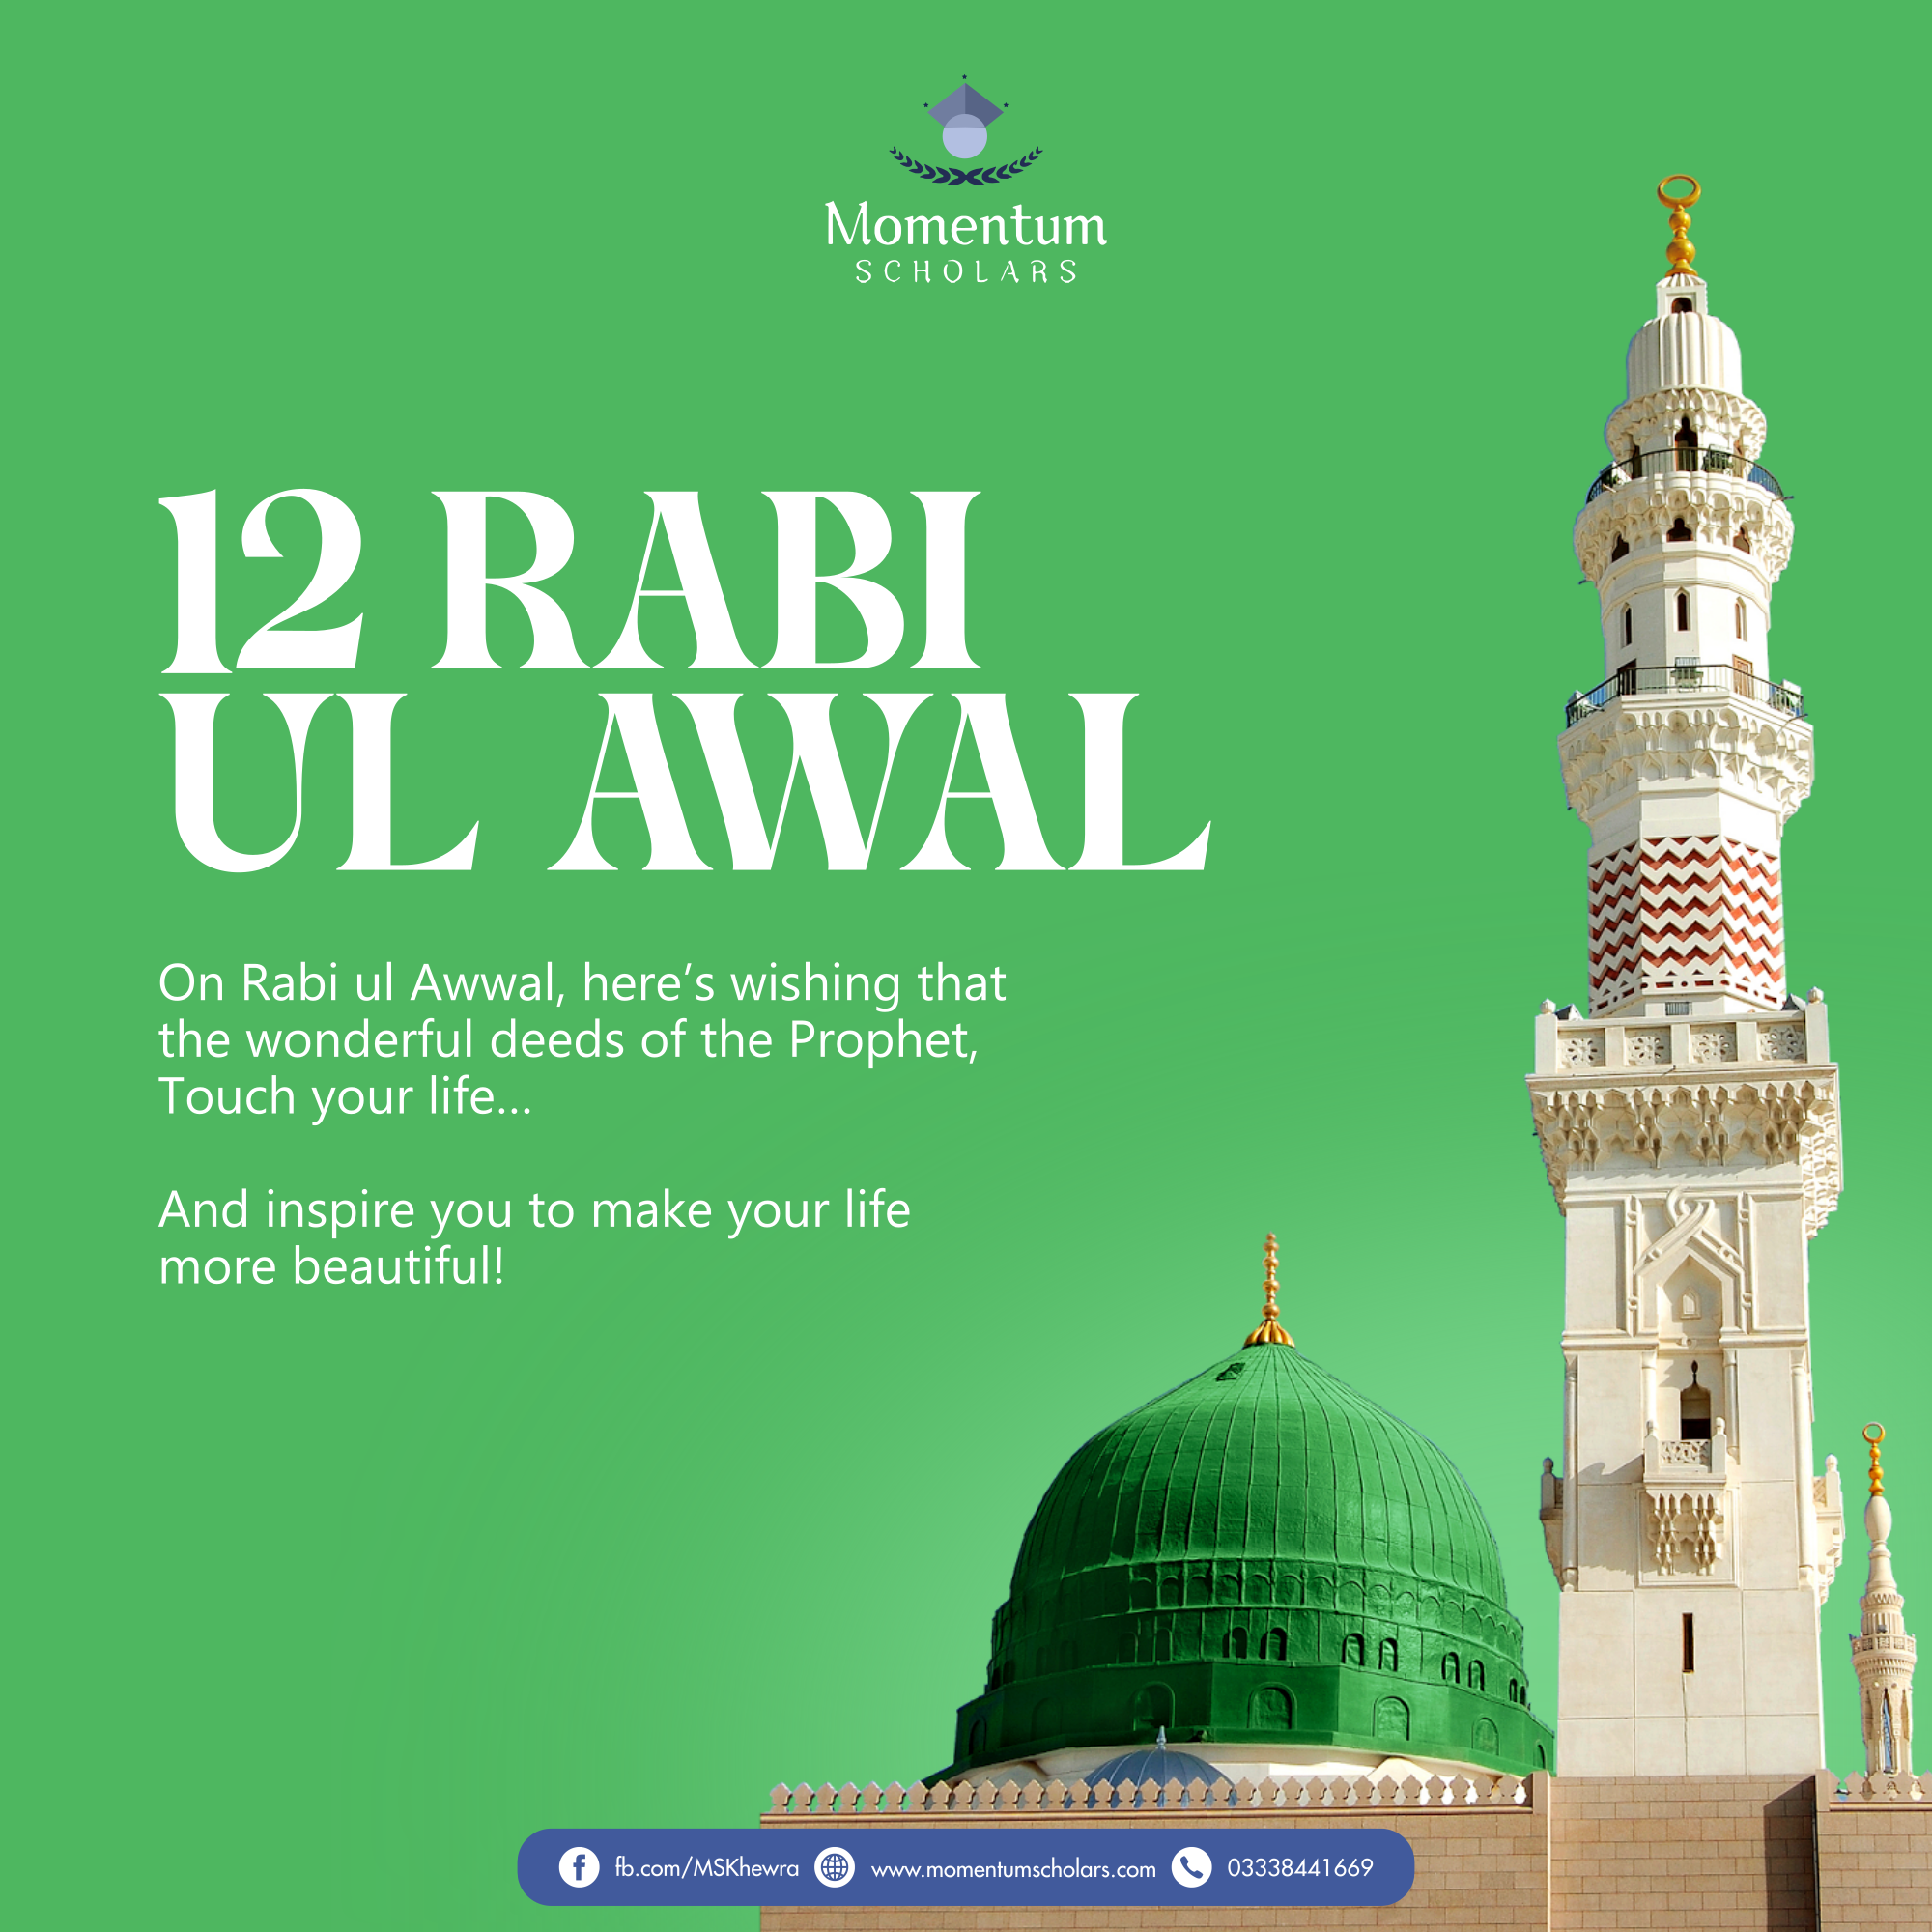 Momentum
SCHOLARS
12 RABI
UL AWAL
On Rabi ul Awwal, here’s wishing that
the wonderful deeds of the Prophet,
Touch your life...
And inspire you to make your life
more beautiful!
fb.com/MSKhewra www.momentumscholars.com 03338441669